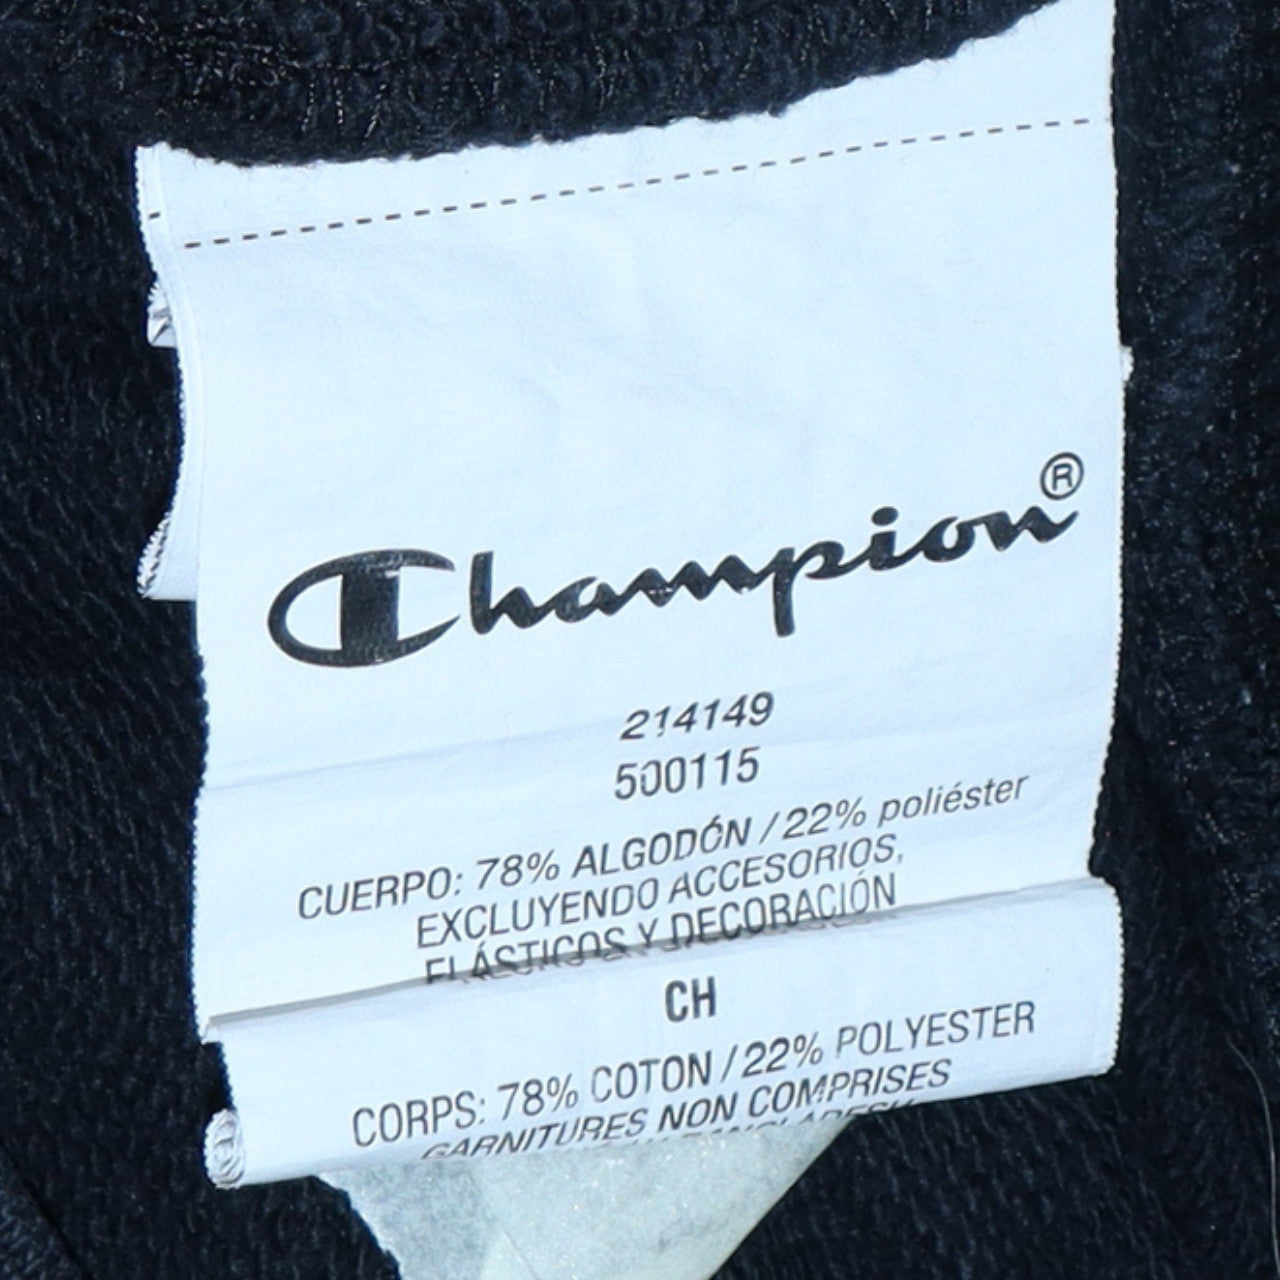 Champion®
214149
500115
CUERPO: 78% ALGODÓN / 22% poliéster
EXCLUYENDO ACCESORIOS,
ELÁSTICOS Y DECORACIÓN
CH
CORPS: 78% COTON / 22% POLYESTER
GARNITURES NON COMPRISES